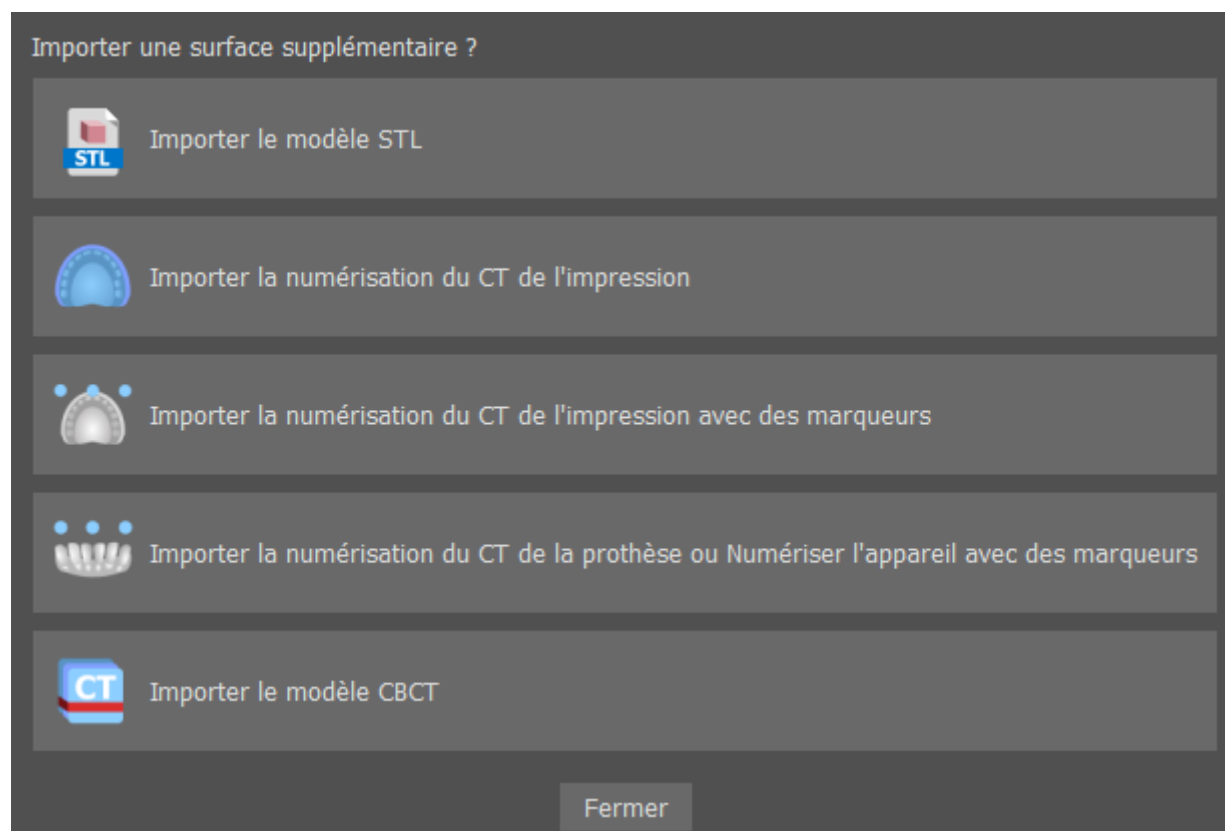 Importer une surface supplémentaire ?
STL
Importer le modèle STL
Importer la numérisation du CT de l'impression
Importer la numérisation du CT de l'impression avec des marqueurs
Importer la numérisation du CT de la prothèse ou Numériser l'appareil avec des marqueurs
CT
Importer le modèle CBCT
Fermer